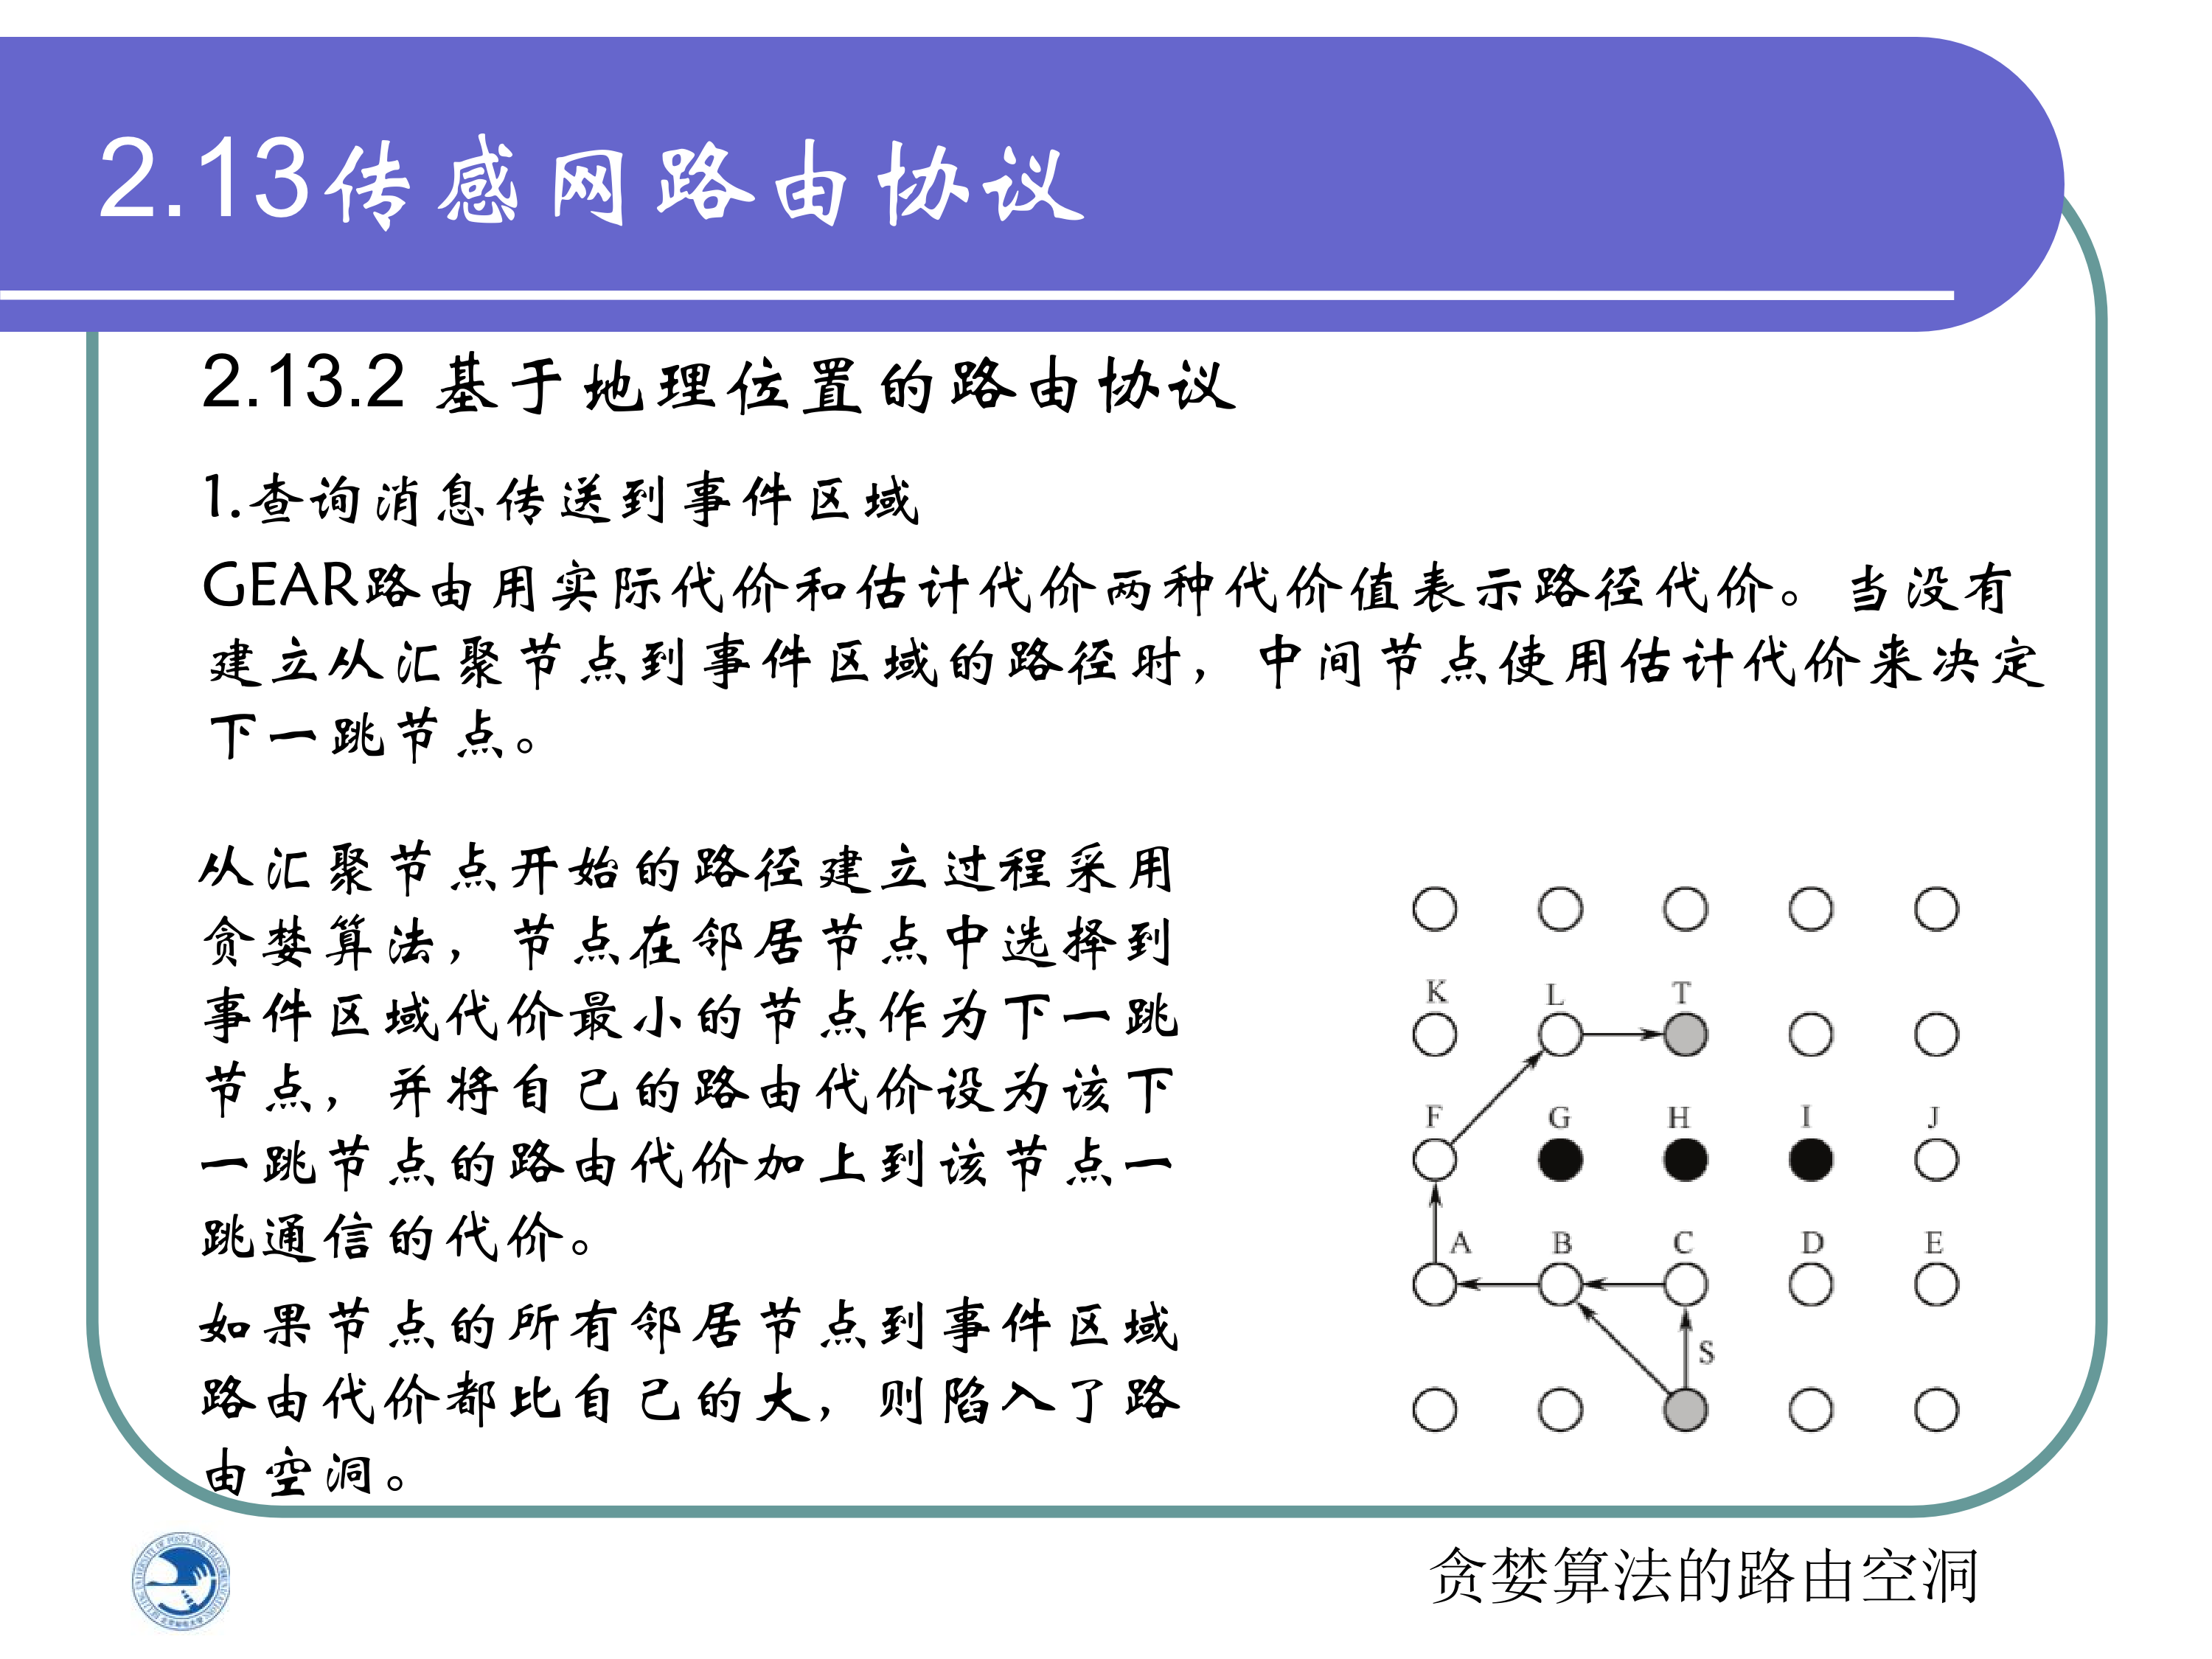 2.13传感网路由协议
2.13.2 基于地理位置的路由协议
1.查询消息传送到事件区域
GEAR路由用实际代价和估计代价两种代价值表示路径代价。当没有
建立从汇聚节点到事件区域的路径时，中间节点使用估计代价来决定
下一跳节点。
从汇聚节点开始的路径建立过程采用
贪婪算法，节点在邻居节点中选择到
事件区域代价最小的节点作为下一跳
节点，并将自己的路由代价设为该下
一跳节点的路由代价加上到该节点一
跳通信的代价。
如果节点的所有邻居节点到事件区域
路由代价都比自己的大，则陷入了路
由空洞。
K L T
F G H I J
A B C D E
S
贪婪算法的路由空洞